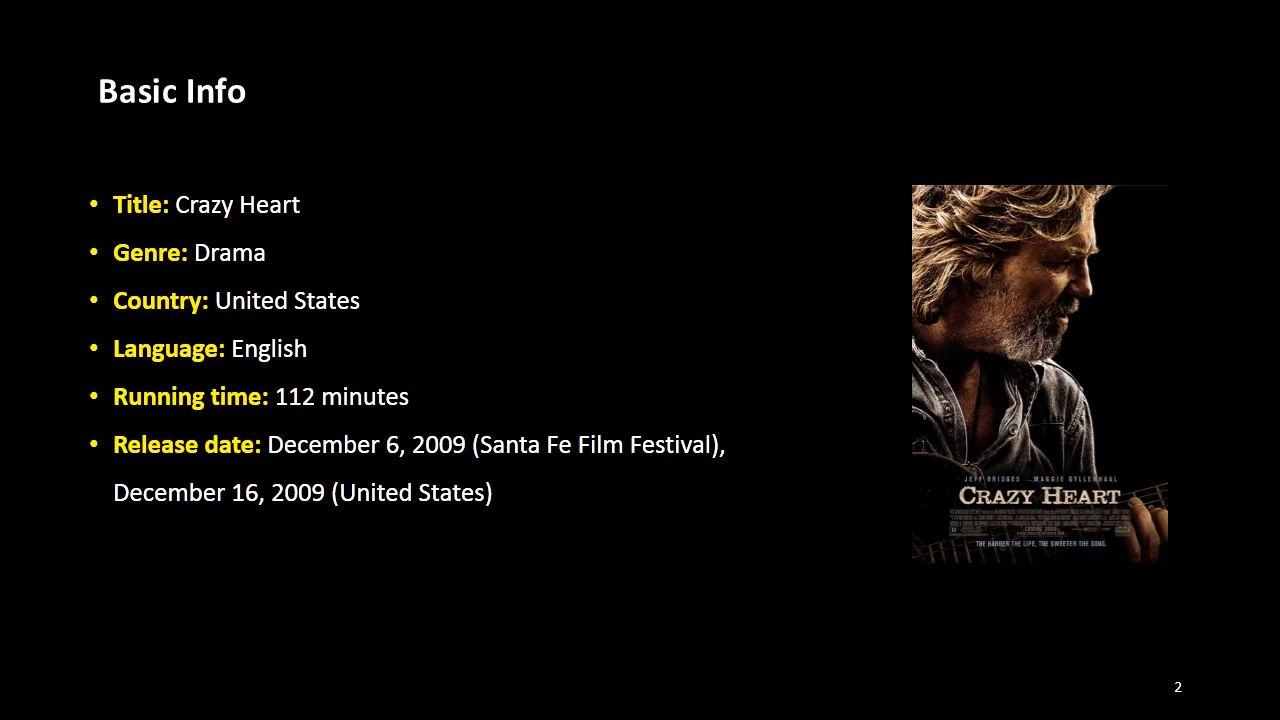 Basic Info
• Title: Crazy Heart
• Genre: Drama
• Country: United States
• Language: English
• Running time: 112 minutes
• Release date: December 6, 2009 (Santa Fe Film Festival),
December 16, 2009 (United States)
JEFF BRIDGES MAGGIE GYLLENHAAL
CRAZY HEART
COMING SOON
THE HARDER THE LIFE, THE SWEETER THE SONG.
2